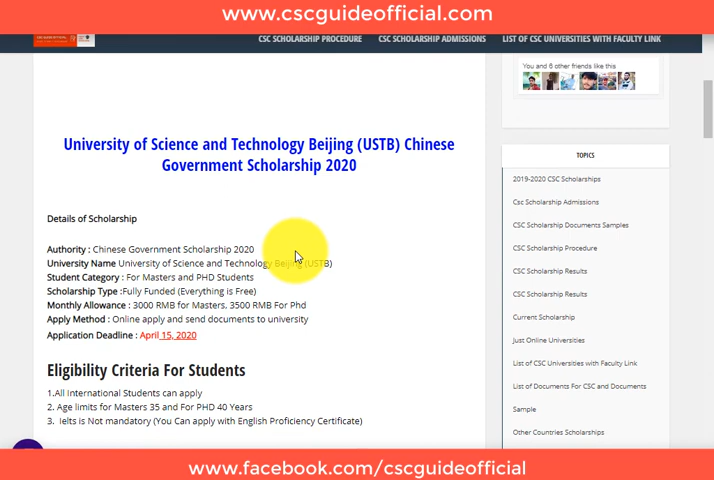 www.cscguideofficial.com
CSC SCHOLARSHIP PROCEDURE CSC SCHOLARSHIP ADMISSIONS LIST OF CSC UNIVERSITIES WITH FACULTY LINK
You and 6 other friends like this
University of Science and Technology Beijing (USTB) Chinese
Government Scholarship 2020
Details of Scholarship
Authority : Chinese Government Scholarship 2020
University Name University of Science and Technology Beijing (USTB)
Student Category : For Masters and PHD Students
Scholarship Type :Fully Funded (Everything is Free)
Monthly Allowance : 3000 RMB for Masters, 3500 RMB For Phd
Apply Method : Online apply and send documents to university
Application Deadline : April 15, 2020
Eligibility Criteria For Students
1.All International Students can apply
2. Age limits for Masters 35 and For PHD 40 Years
3. Ielts is Not mandatory (You Can apply with English Proficiency Certificate)
TOPICS
2019-2020 CSC Scholarships
Csc Scholarship Admissions
CSC Scholarship Documents Samples
CSC Scholarship Procedure
CSC Scholarship Results
CSC Scholarship Results
Current Scholarship
Just Online Universities
List of CSC Universities with Faculty Link
List of Documents For CSC and Documents
Sample
Other Countries Scholarships
www.facebook.com/cscguideofficial